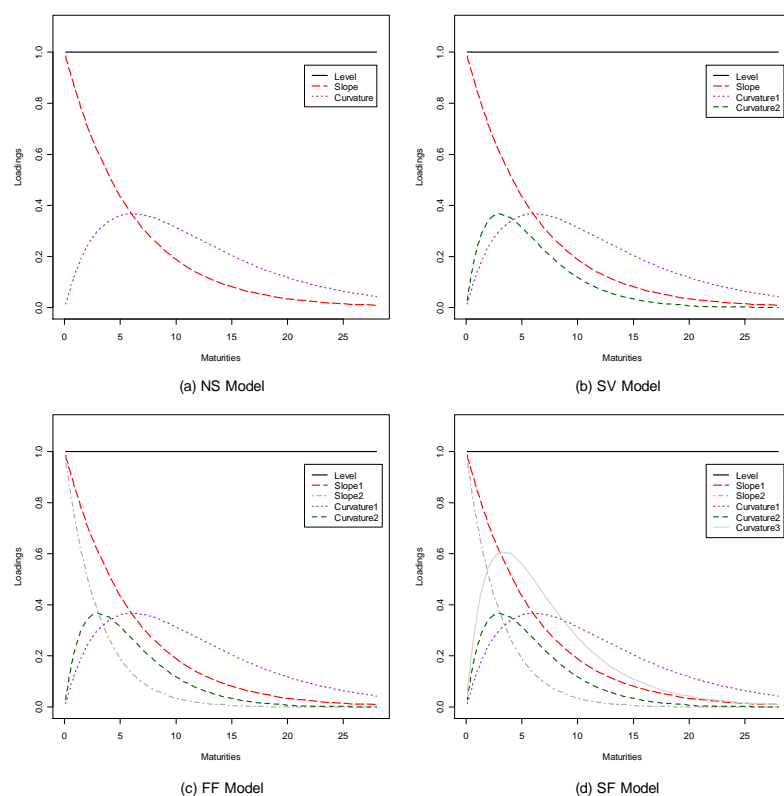 1.0
0.8
0.6
0.4
0.2
0.0
Loadings
Level
Slope
Curvature
0 5 10 15 20 25
Maturities
(a) NS Model
1.0
0.8
0.6
0.4
0.2
0.0
Loadings
Level
Slope
Curvature1
Curvature2
0 5 10 15 20 25
Maturities
(b) SV Model
1.0
0.8
0.6
0.4
0.2
0.0
Loadings
Level
Slope1
Slope2
Curvature1
Curvature2
0 5 10 15 20 25
Maturities
(c) FF Model
1.0
0.8
0.6
0.4
0.2
0.0
Loadings
Level
Slope1
Slope2
Curvature1
Curvature2
Curvature3
0 5 10 15 20 25
Maturities
(d) SF Model